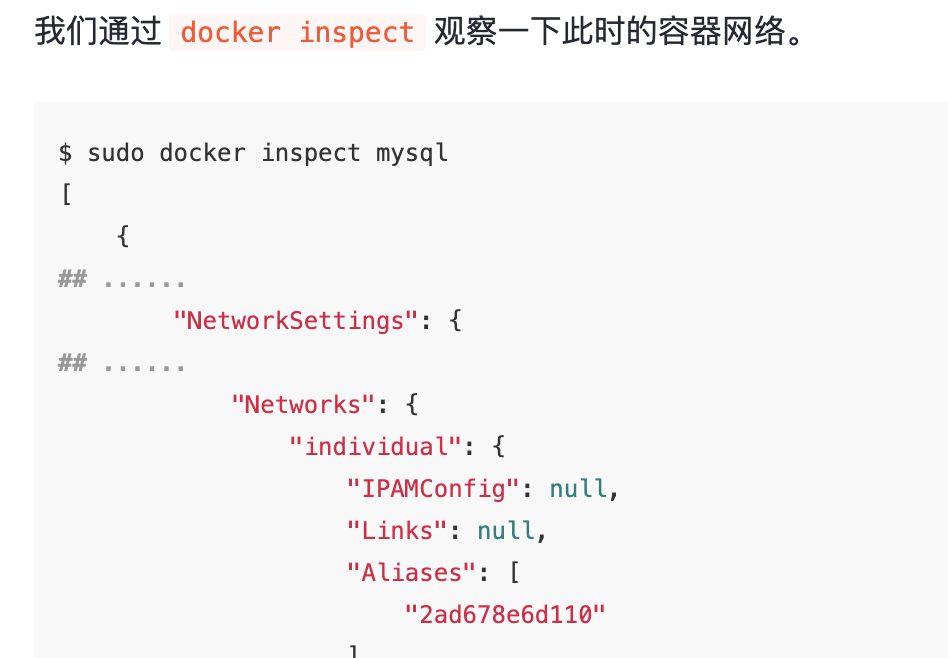 我们通过 docker inspect 观察一下此时的容器网络。
$ sudo docker inspect mysql
[
    {
## ......
        "NetworkSettings": {
## ......
            "Networks": {
                "individual": {
                    "IPAMConfig": null,
                    "Links": null,
                    "Aliases": [
                        "2ad678e6d110"
                    ]